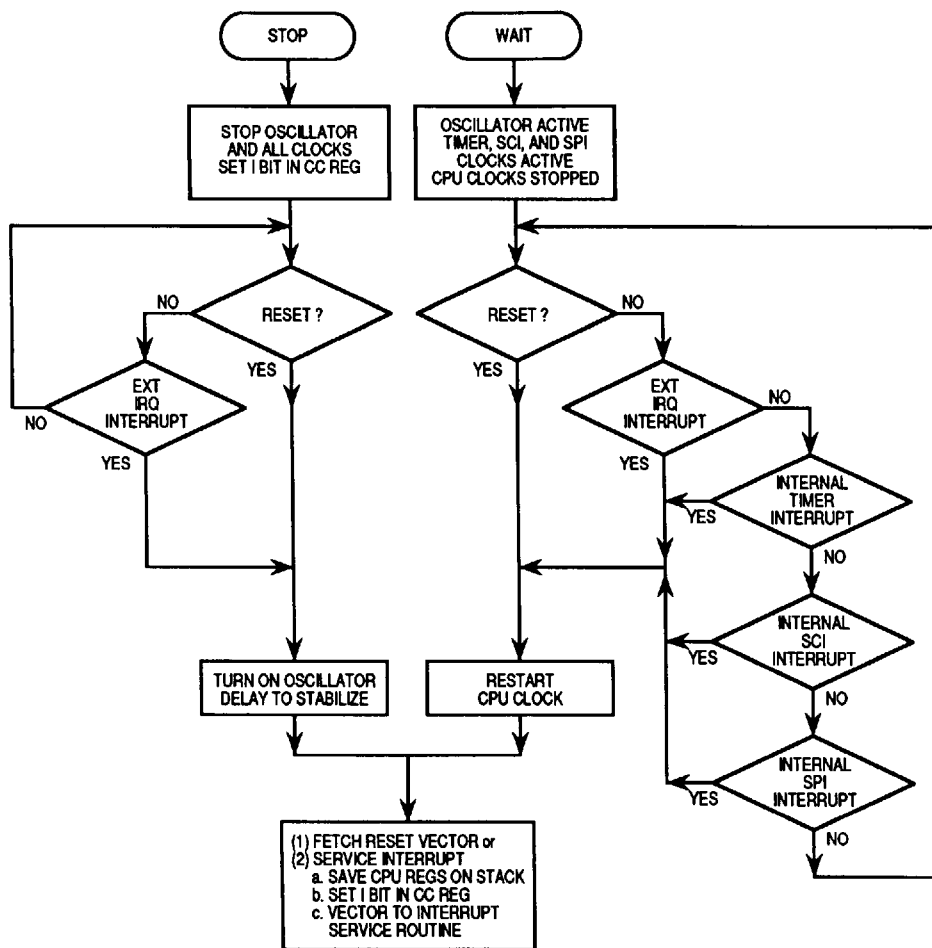 STOP
WAIT
STOP OSCILLATOR
AND ALL CLOCKS
SET I BIT IN CC REG
OSCILLATOR ACTIVE
TIMER, SCI, AND SPI
CLOCKS ACTIVE
CPU CLOCKS STOPPED
NO
RESET ?
YES
RESET ?
NO
YES
EXT
IRQ
INTERRUPT
NO
YES
EXT
IRQ
INTERRUPT
NO
YES
INTERNAL
TIMER
INTERRUPT
YES
NO
INTERNAL
SCI
INTERRUPT
YES
NO
TURN ON OSCILLATOR
DELAY TO STABILIZE
RESTART
CPU CLOCK
INTERNAL
SPI
INTERRUPT
YES
NO
(1) FETCH RESET VECTOR or
(2) SERVICE INTERRUPT
a. SAVE CPU REGS ON STACK
b. SET I BIT IN CC REG
c. VECTOR TO INTERRUPT
SERVICE ROUTINE